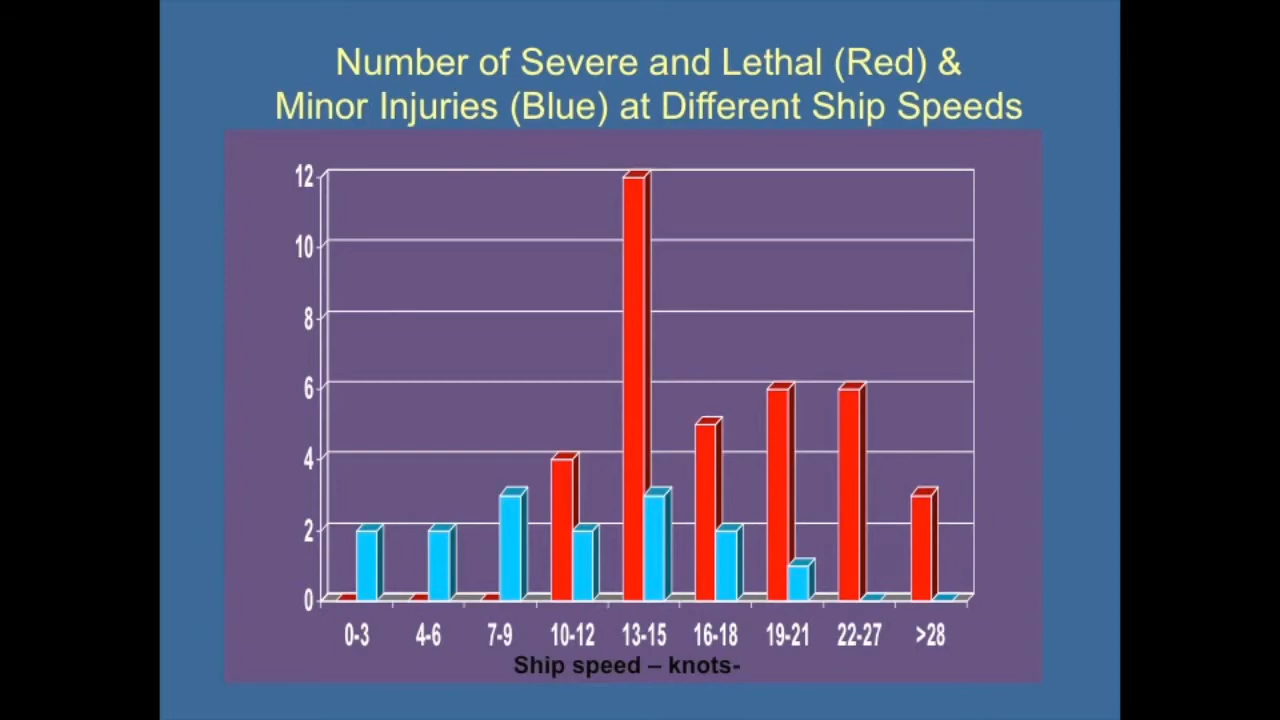 Number of Severe and Lethal (Red) &
Minor Injuries (Blue) at Different Ship Speeds
12
10
8
6
4
2
0
0-3 4-6 7-9 10-12 13-15 16-18 19-21 22-27 >28
Ship speed – knots-